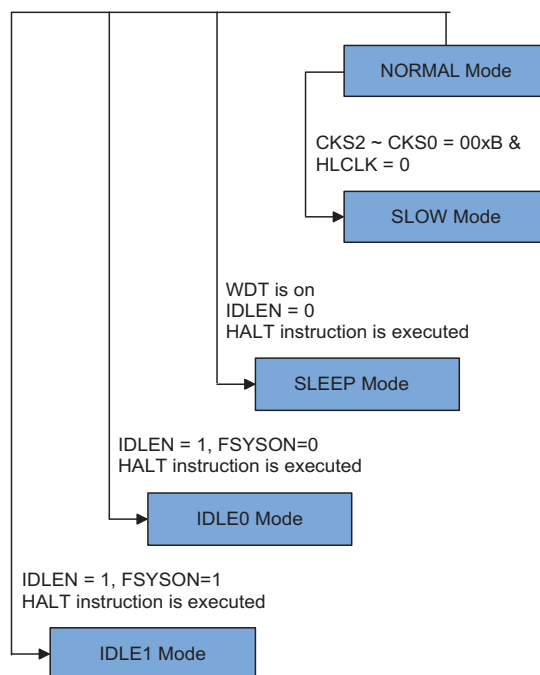 NORMAL Mode
CKS2 ~ CKS0 = 00xB &
HLCLK = 0
SLOW Mode
WDT is on
IDLEN = 0
HALT instruction is executed
SLEEP Mode
IDLEN = 1, FSYSON=0
HALT instruction is executed
IDLE0 Mode
IDLEN = 1, FSYSON=1
HALT instruction is executed
IDLE1 Mode